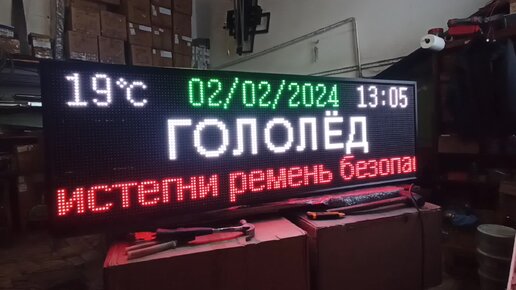 19°C 02/02/2024 13:05
ГОЛОЛЁД
истегни ремень безопа